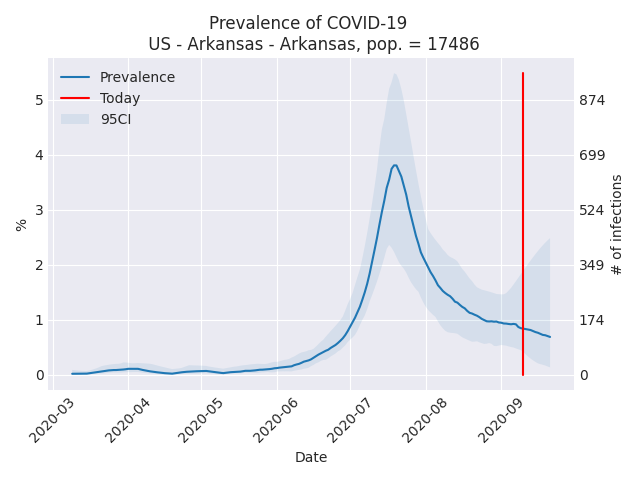 Prevalence of COVID-19
US - Arkansas - Arkansas, pop. = 17486
Prevalence
Today
95CI
5
4
3
2
1
0
%
874
699
524
349
174
0
# of infections
2020-03
2020-04
2020-05
2020-06
2020-07
2020-08
2020-09
Date